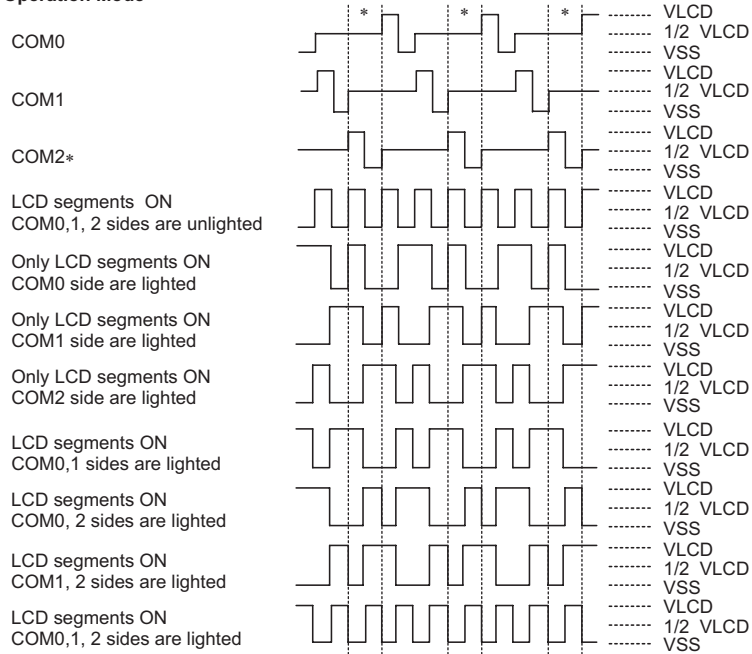 Operation Mode
* * *
COM0
VLCD
1/2 VLCD
VSS
COM1
VLCD
1/2 VLCD
VSS
COM2*
VLCD
1/2 VLCD
VSS
LCD segments ON
COM0,1, 2 sides are unlighted
VLCD
1/2 VLCD
VSS
Only LCD segments ON
COM0 side are lighted
VLCD
1/2 VLCD
VSS
Only LCD segments ON
COM1 side are lighted
VLCD
1/2 VLCD
VSS
Only LCD segments ON
COM2 side are lighted
VLCD
1/2 VLCD
VSS
LCD segments ON
COM0,1 sides are lighted
VLCD
1/2 VLCD
VSS
LCD segments ON
COM0, 2 sides are lighted
VLCD
1/2 VLCD
VSS
LCD segments ON
COM1, 2 sides are lighted
VLCD
1/2 VLCD
VSS
LCD segments ON
COM0,1, 2 sides are lighted
VLCD
1/2 VLCD
VSS